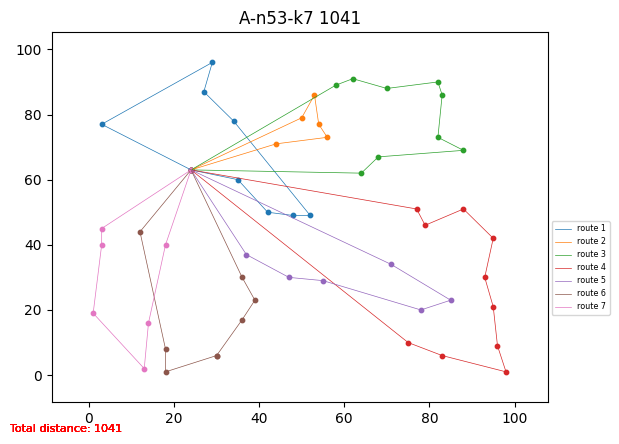 A-n53-k7 1041
100
80
60
40
20
0
0 20 40 60 80 100
route 1
route 2
route 3
route 4
route 5
route 6
route 7
Total distance: 1041